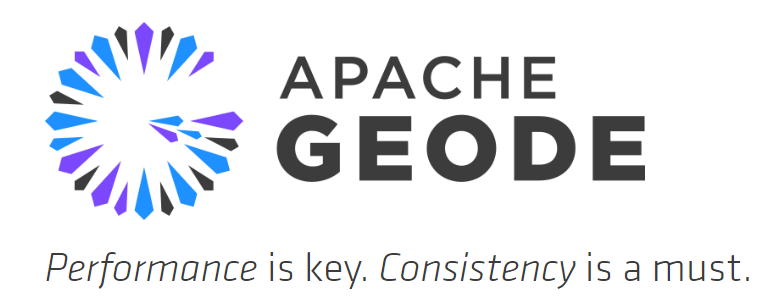 APACHE
GEODE
Performance is key. Consistency is a must.